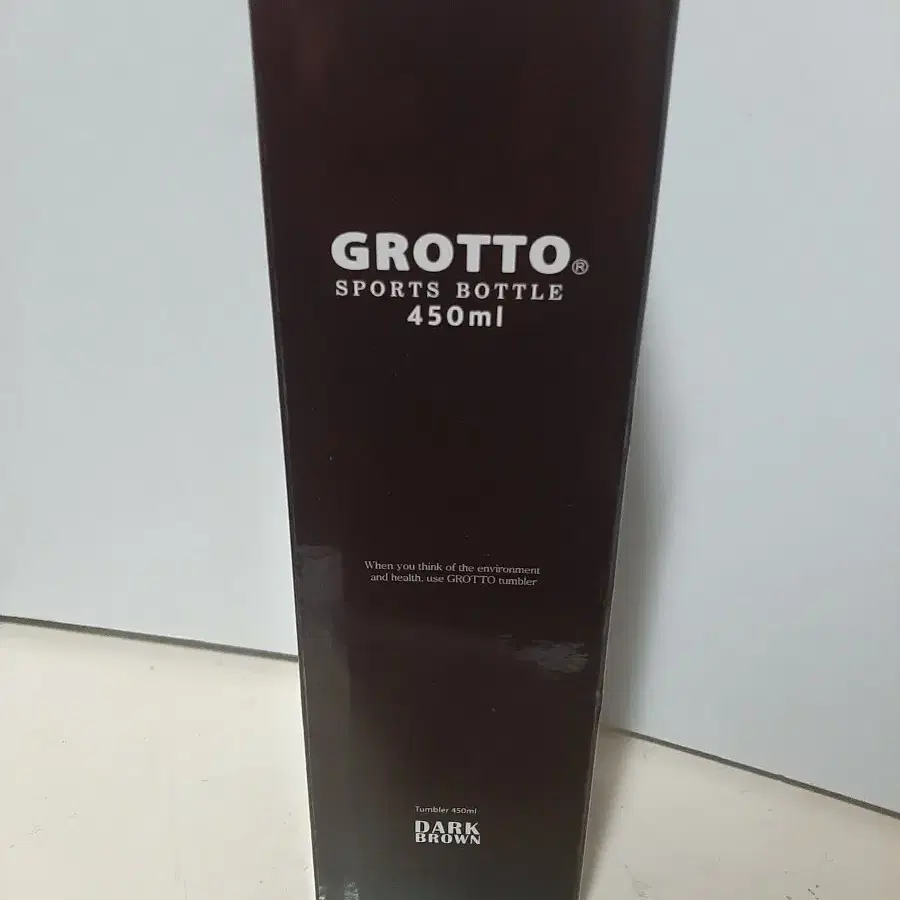 GROTTO®
SPORTS BOTTLE
450ml
When you think of the environment
and health. use GROTTO tumbler
Tumbler 450ml
DARK
BROWN